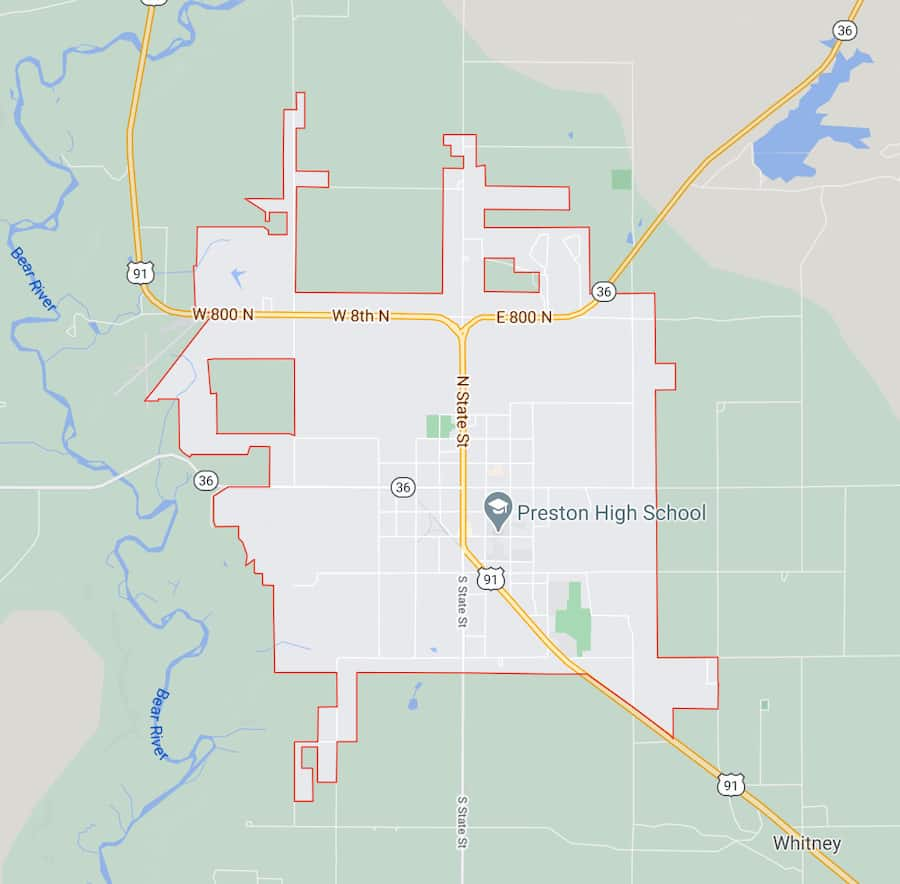 36
Bear River
91
36
W 800 N
W 8th N
E 800 N
N State St
36
36
Preston High School
91
S State St
Bear River
91
S State St
Whitney